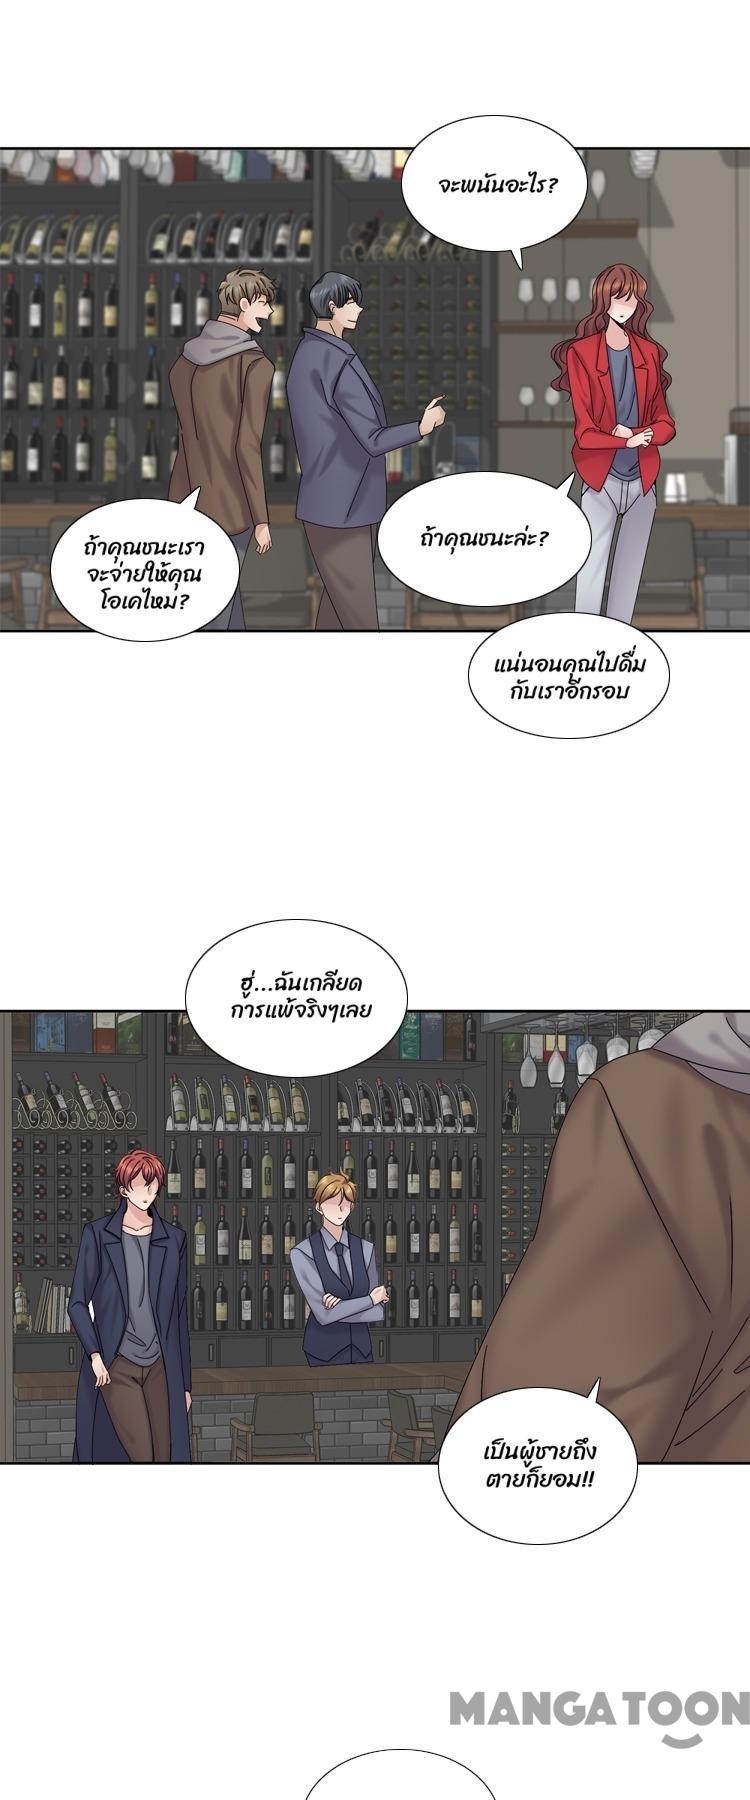 จะพนันอะไร?
ถ้าคุณชนะเรา
จะจ่ายให้คุณ
โอเคไหม?
ถ้าคุณชนะล่ะ?
แน่นอนคุณไปดื่ม
กับเราอีกรอบ
ฮู่...ฉันเกลียด
การแพ้จริงๆเลย
เป็นผู้ชายถึง
ตายก็ยอม!!
MANGATOON